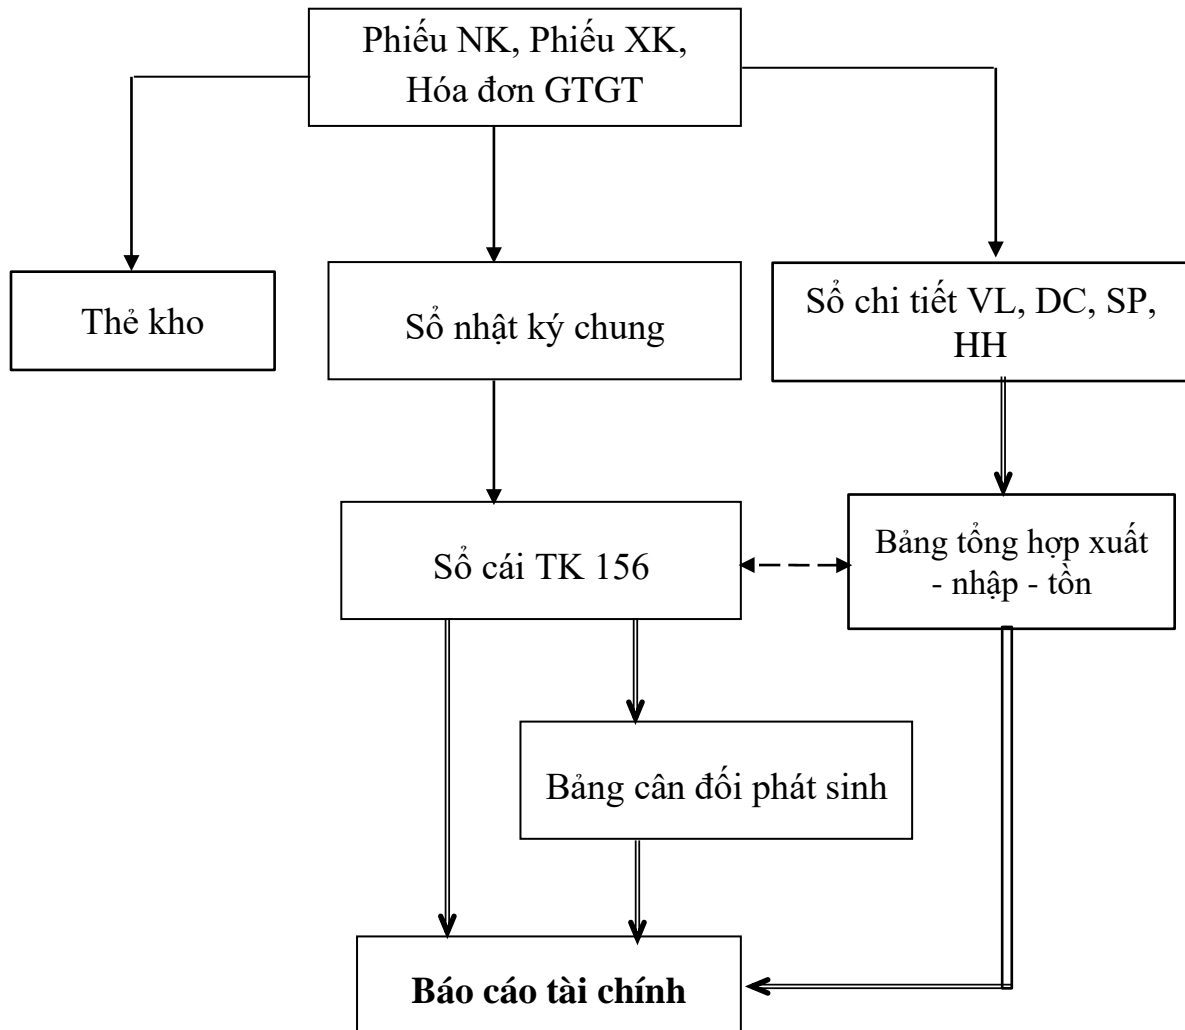 Phiếu NK, Phiếu XK,
Hóa đơn GTGT
Thẻ kho
Sổ nhật ký chung
Sổ chi tiết VL, DC, SP,
HH
Sổ cái TK 156
Bảng tổng hợp xuất
- nhập - tồn
Bảng cân đối phát sinh
Báo cáo tài chính